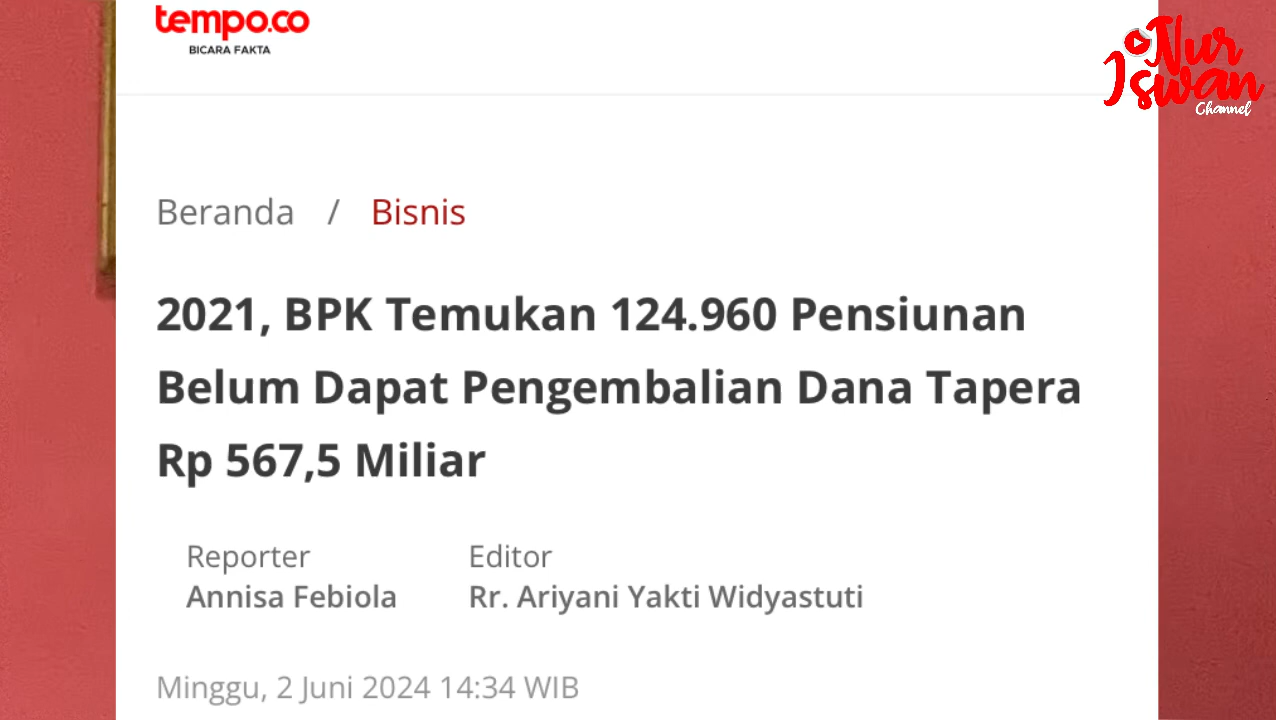 tempo.co
BICARA FAKTA
Nur
Iswan
Channel
Beranda / Bisnis
2021, BPK Temukan 124.960 Pensiunan
Belum Dapat Pengembalian Dana Tapera
Rp 567,5 Miliar
Reporter Editor
Annisa Febiola Rr. Ariyani Yakti Widyastuti
Minggu, 2 Juni 2024 14:34 WIB